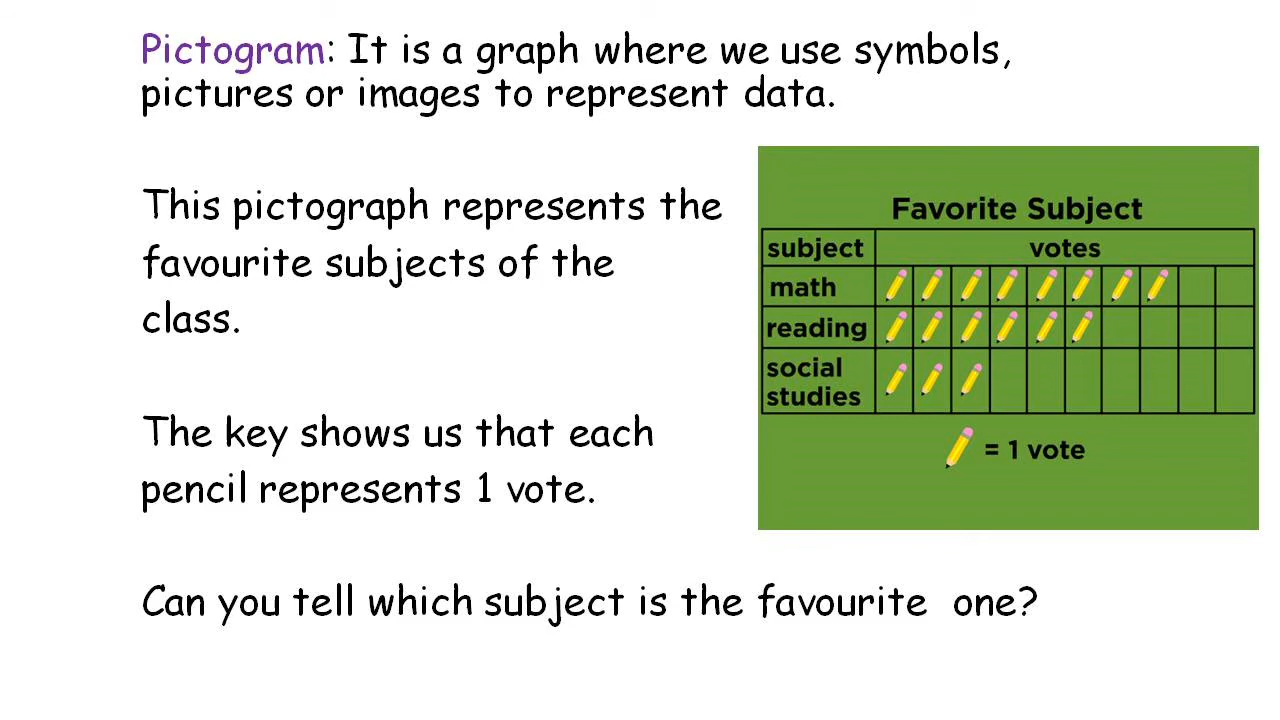 Pictogram: It is a graph where we use symbols,
pictures or images to represent data.
This pictograph represents the
favourite subjects of the
class.
The key shows us that each
pencil represents 1 vote.
Can you tell which subject is the favourite one?
Favorite Subject
subject votes
math
reading
social
studies
= 1 vote